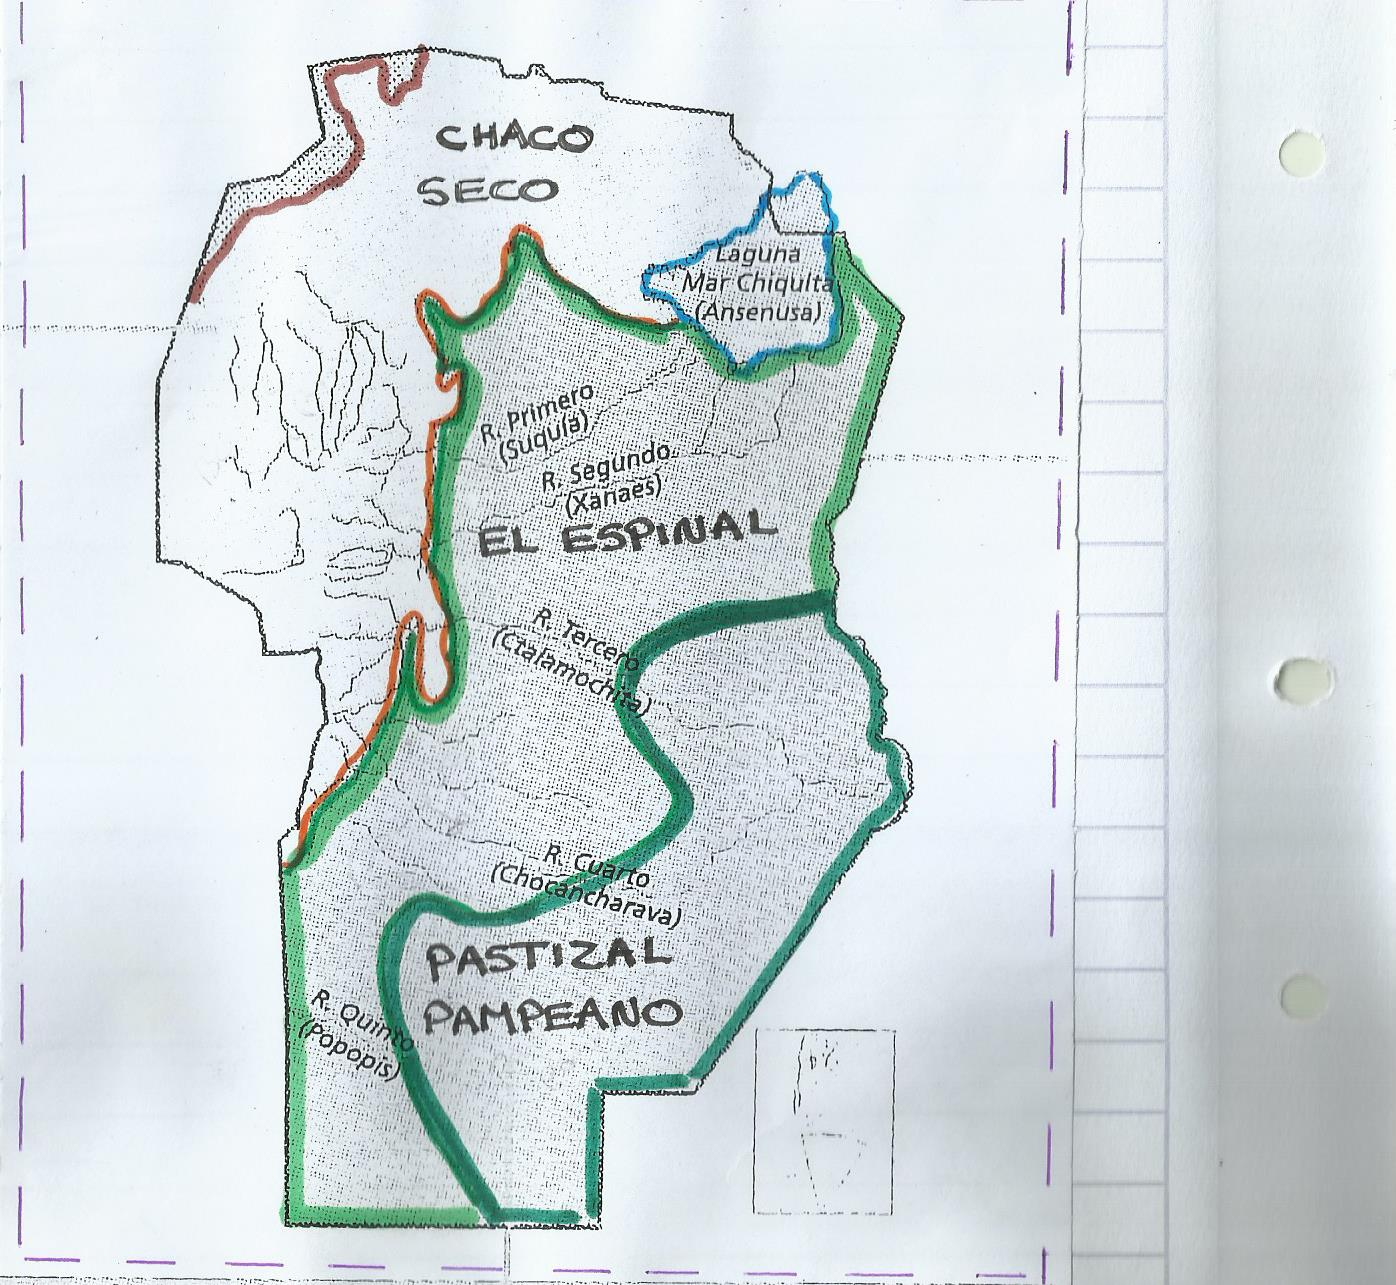 CHACO
SECO
Laguna
Mar Chiquita
(Ansenusa)
R. Primero
(Suquía)
R. Segundo
(Xanaes)
EL ESPINAL
R. Tercero
(Ctalamochita)
R. Cuarto
(Chocancharava)
PASTIZAL
PAMPEANO
R. Quinto
(Popopis)